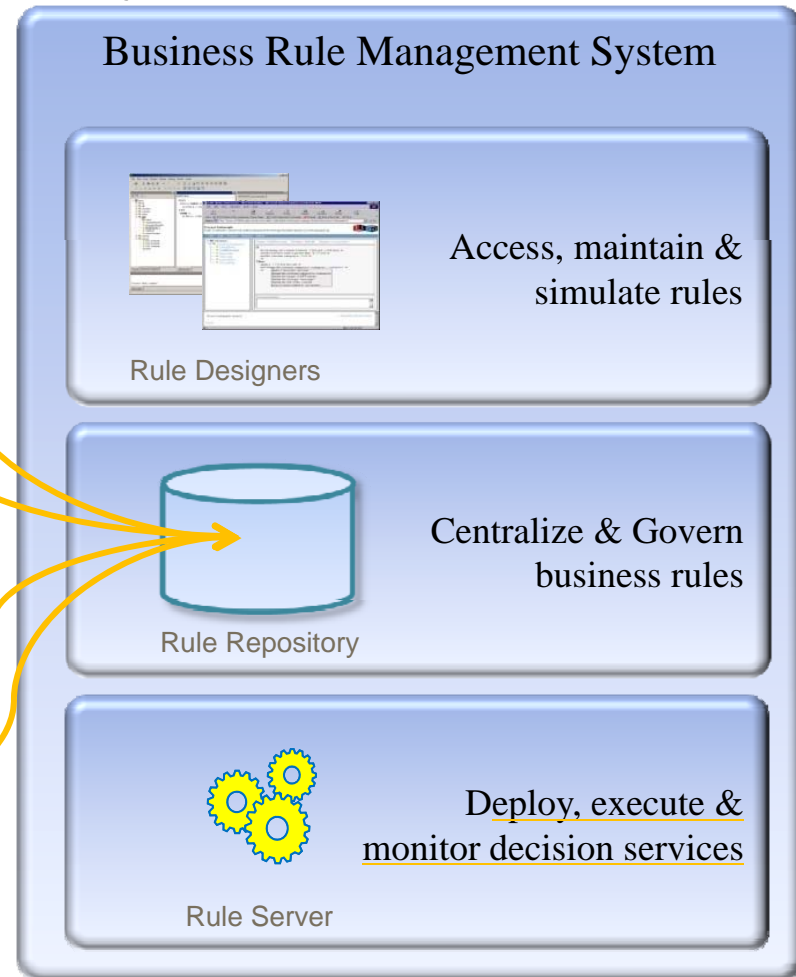 Business Rule Management System
Access, maintain &
simulate rules
Rule Designers
Centralize & Govern
business rules
Rule Repository
Deploy, execute &
monitor decision services
Rule Server